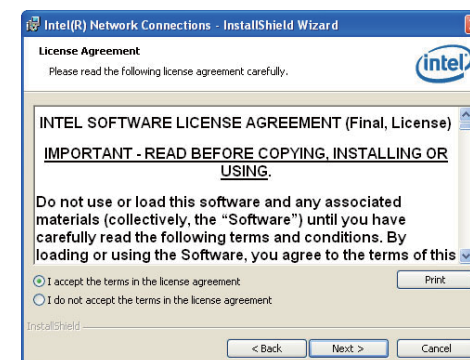 Intel(R) Network Connections - InstallShield Wizard
License Agreement
Please read the following license agreement carefully.
intel
INTEL SOFTWARE LICENSE AGREEMENT (Final, License)
IMPORTANT - READ BEFORE COPYING, INSTALLING OR
USING.
Do not use or load this software and any associated
materials (collectively, the “Software”) until you have
carefully read the following terms and conditions. By
loading or using the Software, you agree to the terms of this
I accept the terms in the license agreement
Print
I do not accept the terms in the license agreement
InstallShield
< Back
Next >
Cancel